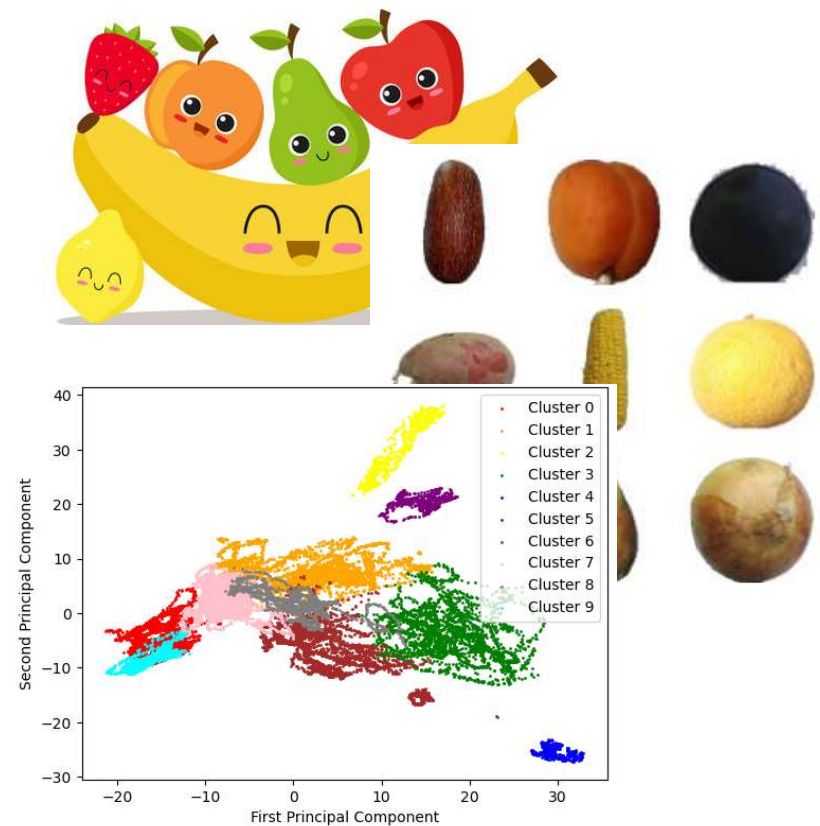 40
30
20
10
0
−10
−20
−30
Second Principal Component
Cluster 0
Cluster 1
Cluster 2
Cluster 3
Cluster 4
Cluster 5
Cluster 6
Cluster 7
Cluster 8
Cluster 9
−20 −10 0 10 20 30
First Principal Component